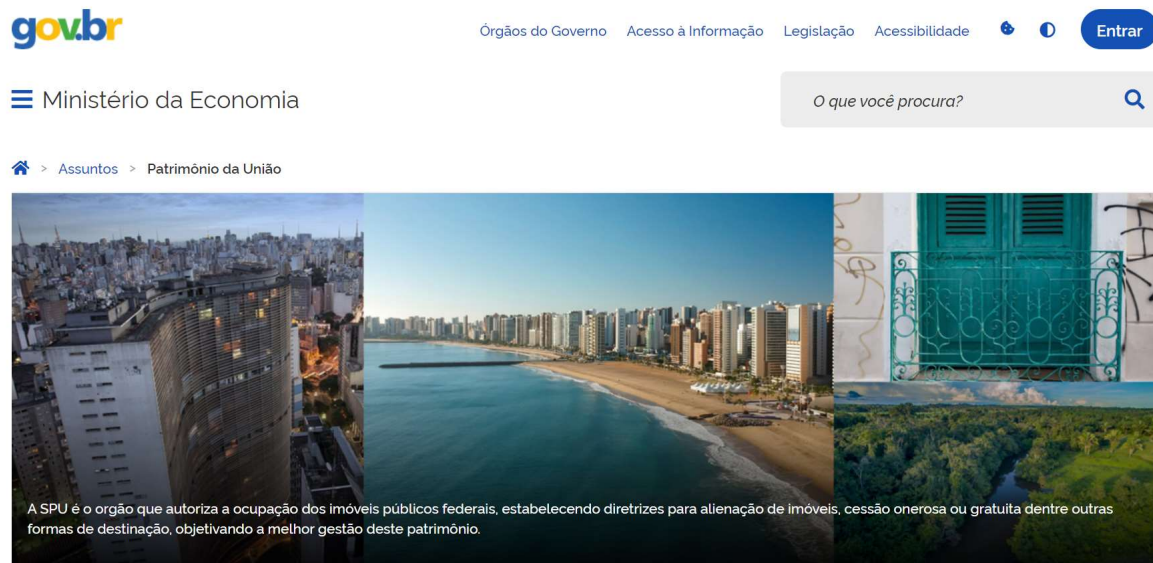 gov.br
Órgãos do Governo Acesso à Informação Legislação Acessibilidade Entrar
Ministério da Economia
O que você procura?
> Assuntos > Patrimônio da União
A SPU é o orgão que autoriza a ocupação dos imóveis públicos federais, estabelecendo diretrizes para alienação de imóveis, cessão onerosa ou gratuita dentre outras
formas de destinação, objetivando a melhor gestão deste patrimônio.